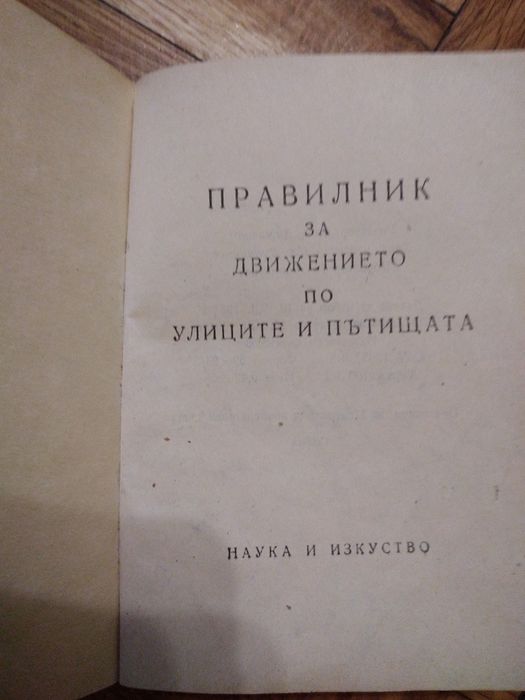 ПРАВИЛНИК
ЗА
ДВИЖЕНИЕТО
ПО
УЛИЦИТЕ И ПЪТИЩАТА
НАУКА И ИЗКУСТВО